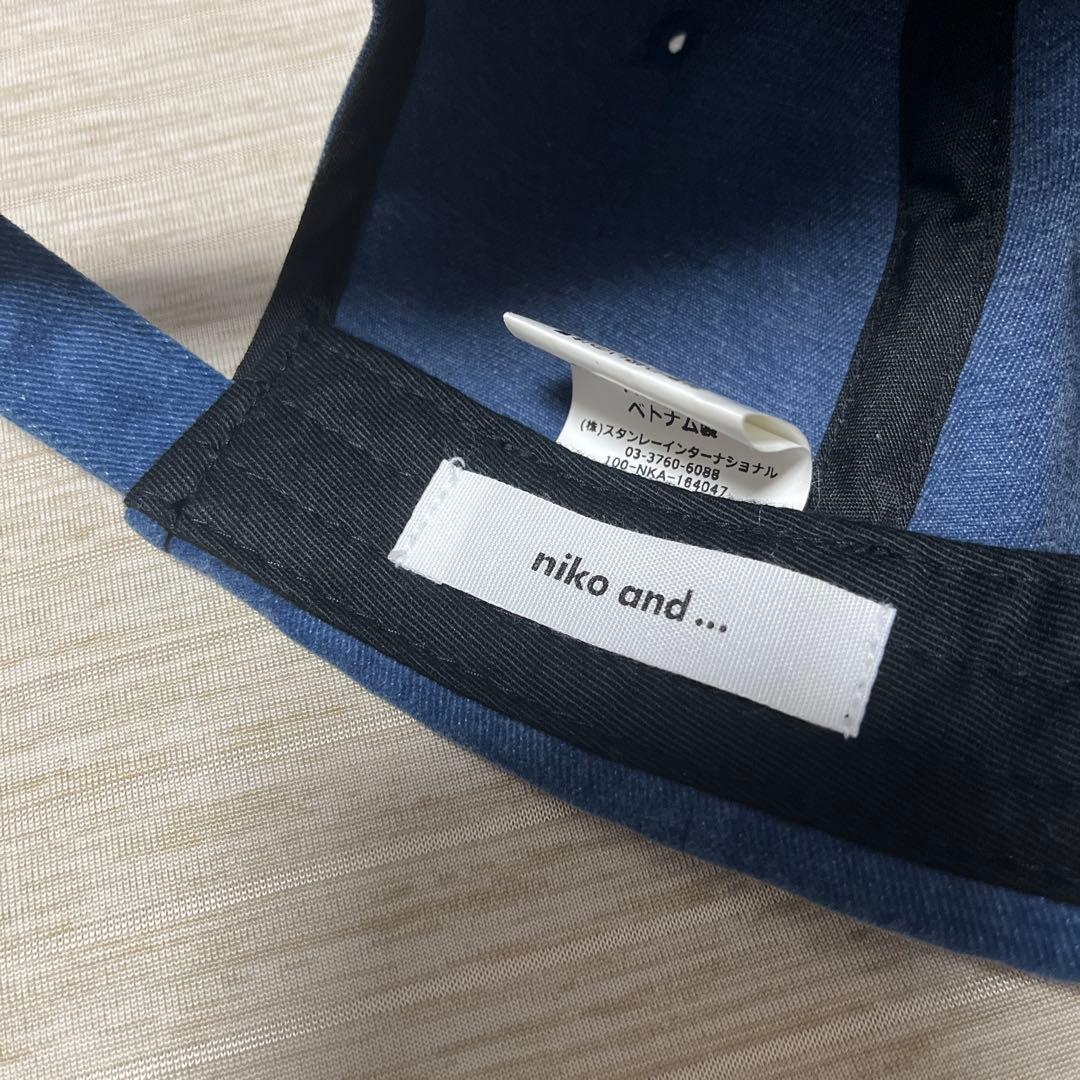 ベトナム製
(株)スタンレーインターナショナル
03-3760-6088
100-NKA-184047
niko and ...